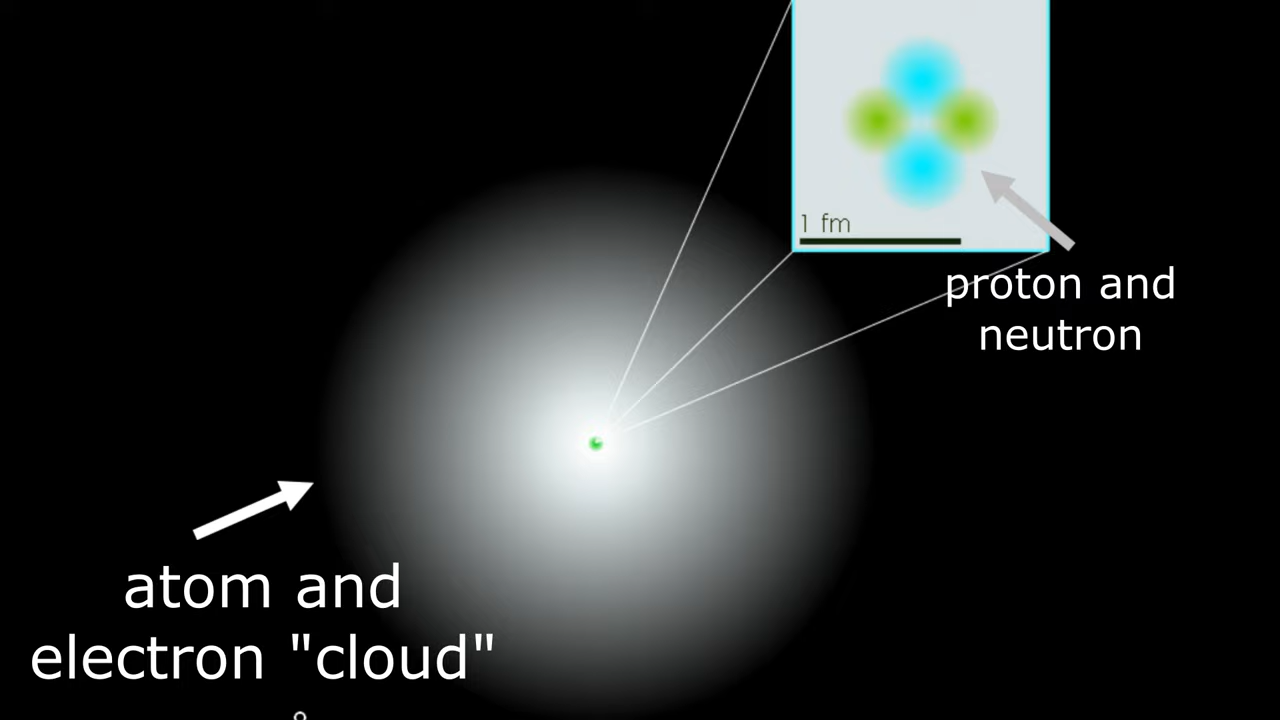 1 fm
proton and
neutron
atom and
electron "cloud"